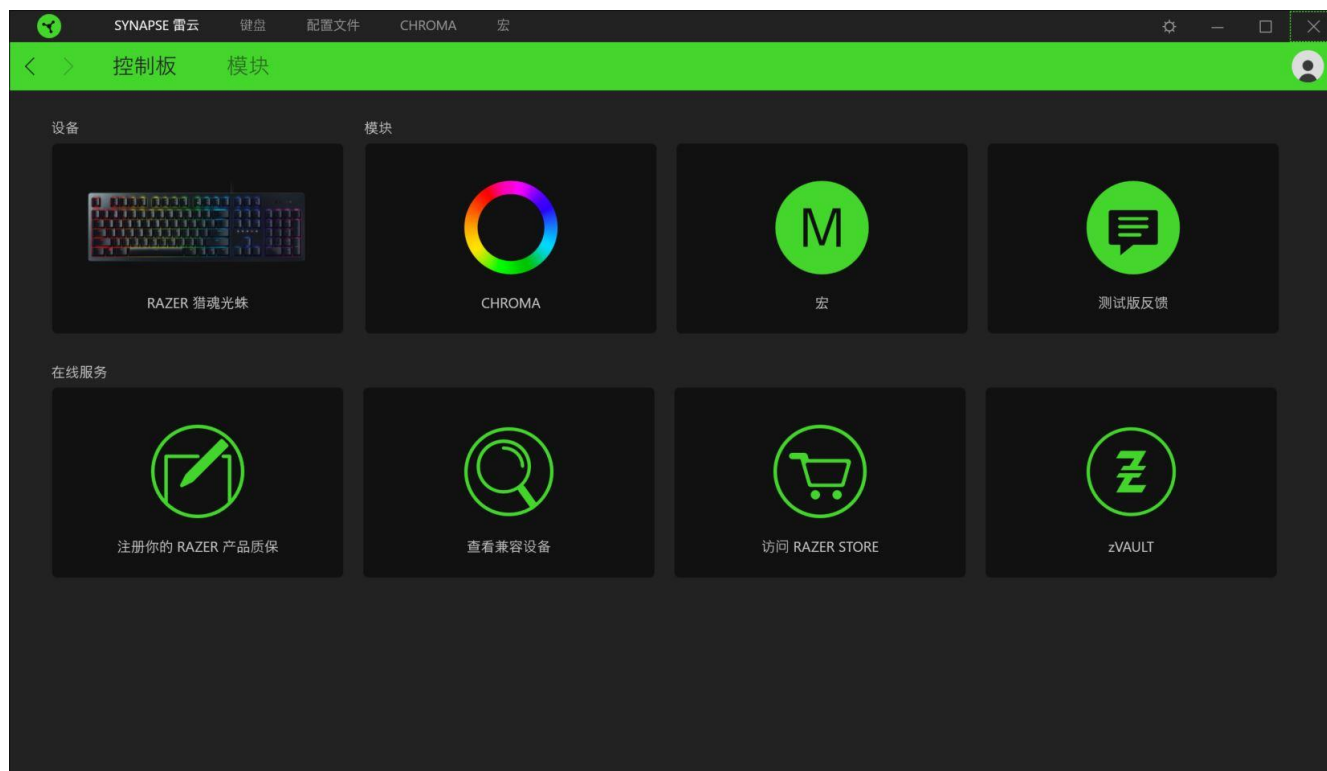 SYNAPSE 雷云 键盘 配置文件 CHROMA 宏
控制板 模块
设备 模块
RAZER 猎魂光蛛 CHROMA M 宏 测试版反馈
在线服务
注册你的 RAZER 产品质保 查看兼容设备 访问 RAZER STORE zVAULT